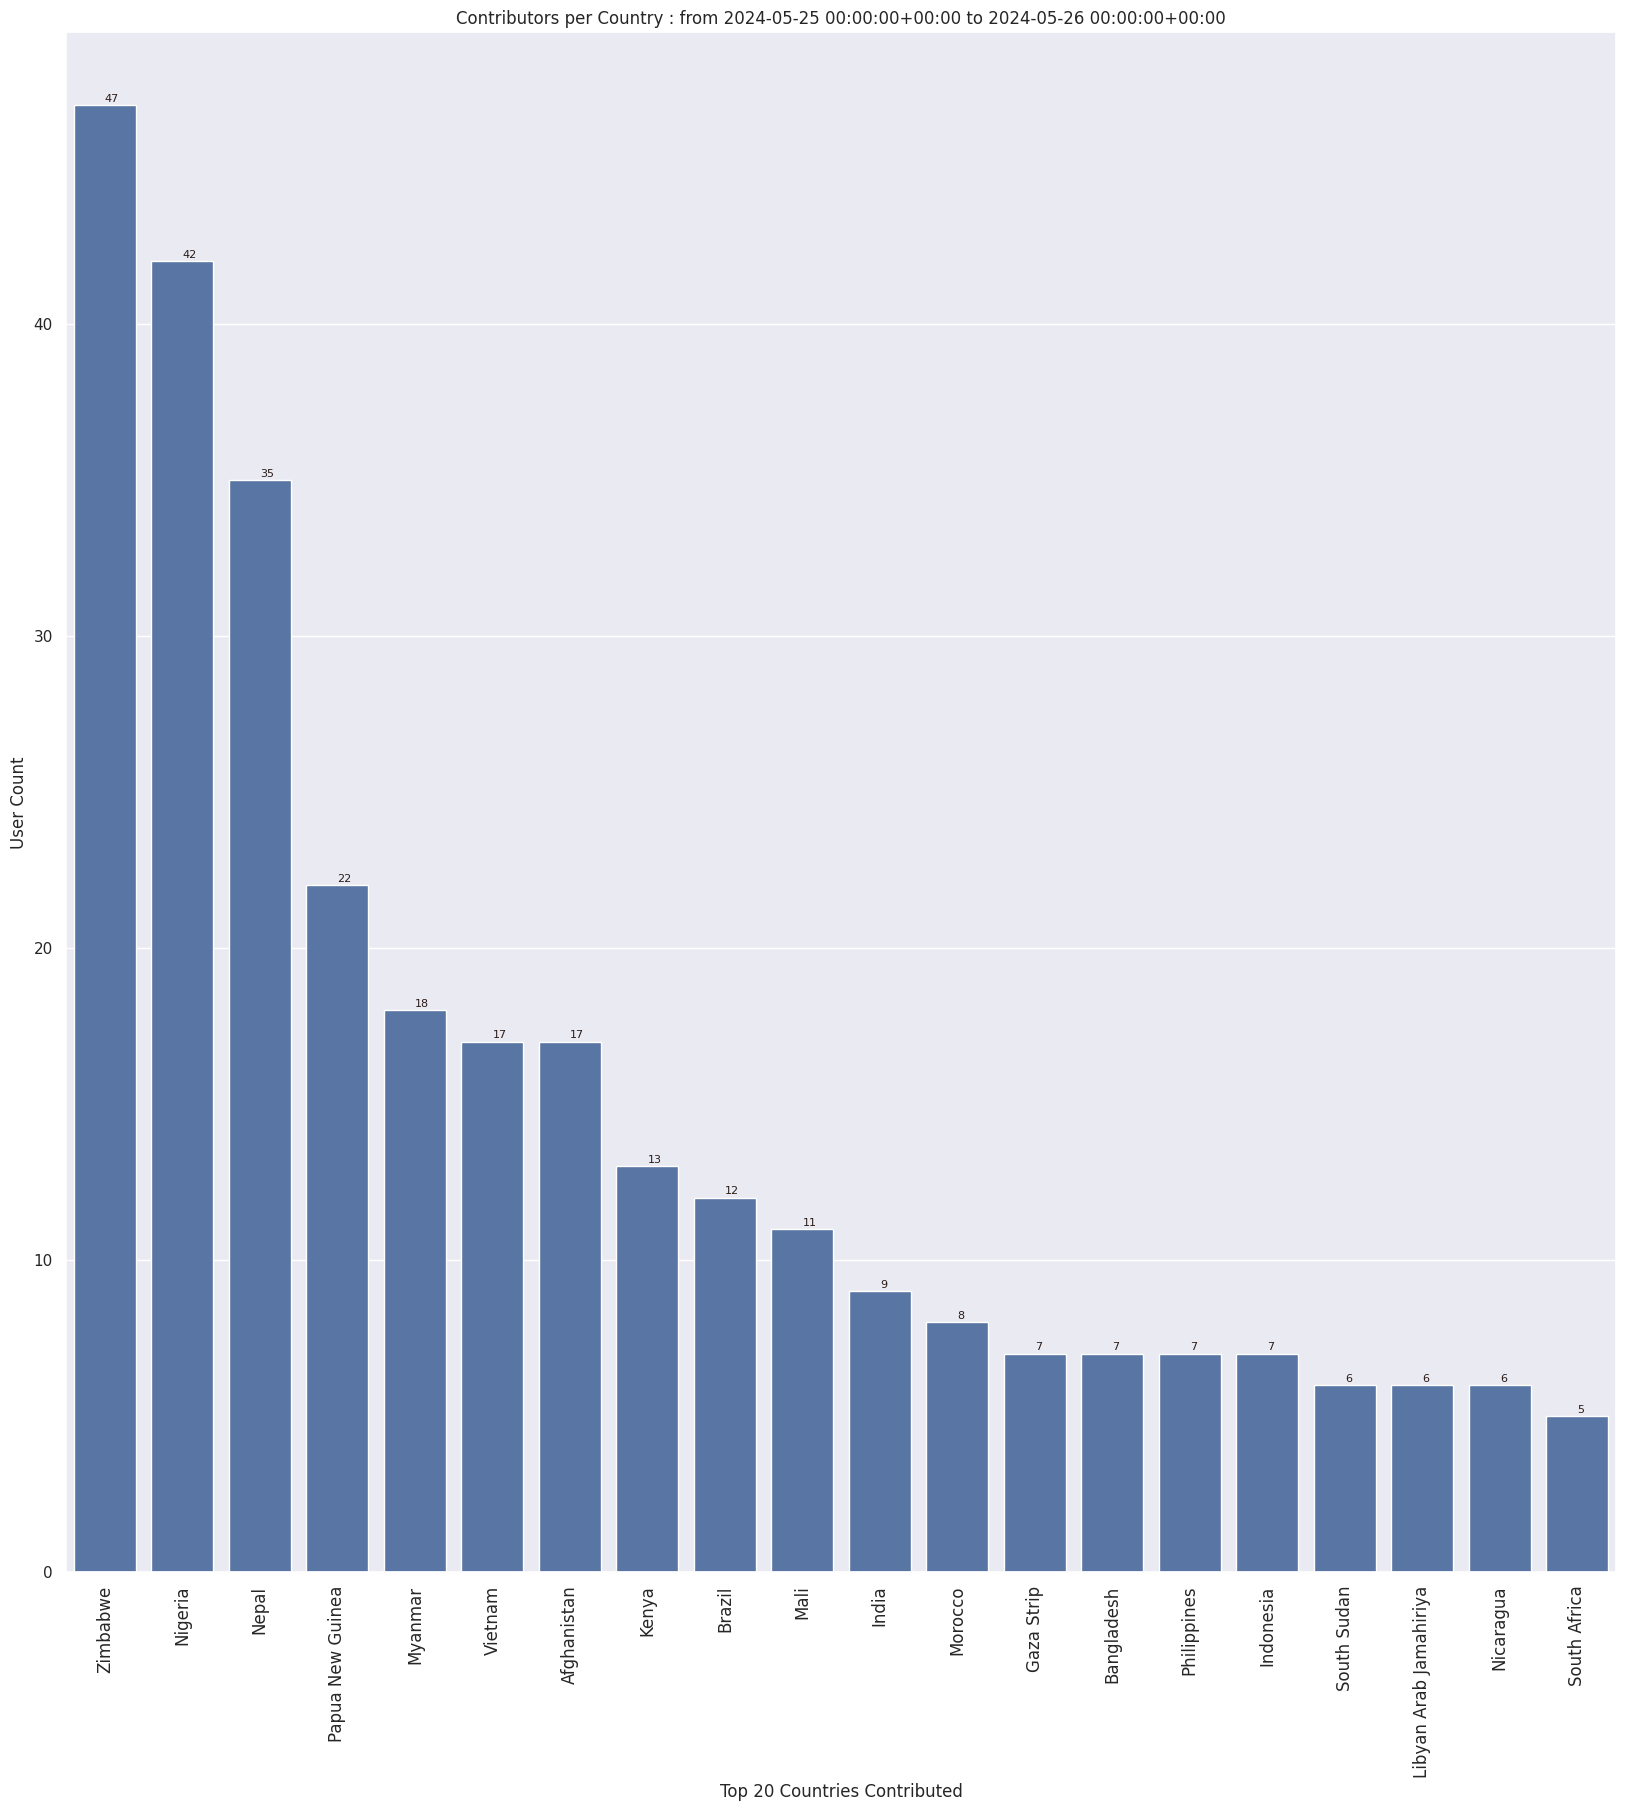 Contributors per Country : from 2024-05-25 00:00:00+00:00 to 2024-05-26 00:00:00+00:00
User Count
40
30
20
10
0
47
42
35
22
18
17
17
13
12
11
9
8
7
7
7
7
6
6
6
5
Zimbabwe
Nigeria
Nepal
Papua New Guinea
Myanmar
Vietnam
Afghanistan
Kenya
Brazil
Mali
India
Morocco
Gaza Strip
Bangladesh
Philippines
Indonesia
South Sudan
Libyan Arab Jamahiriya
Nicaragua
South Africa
Top 20 Countries Contributed